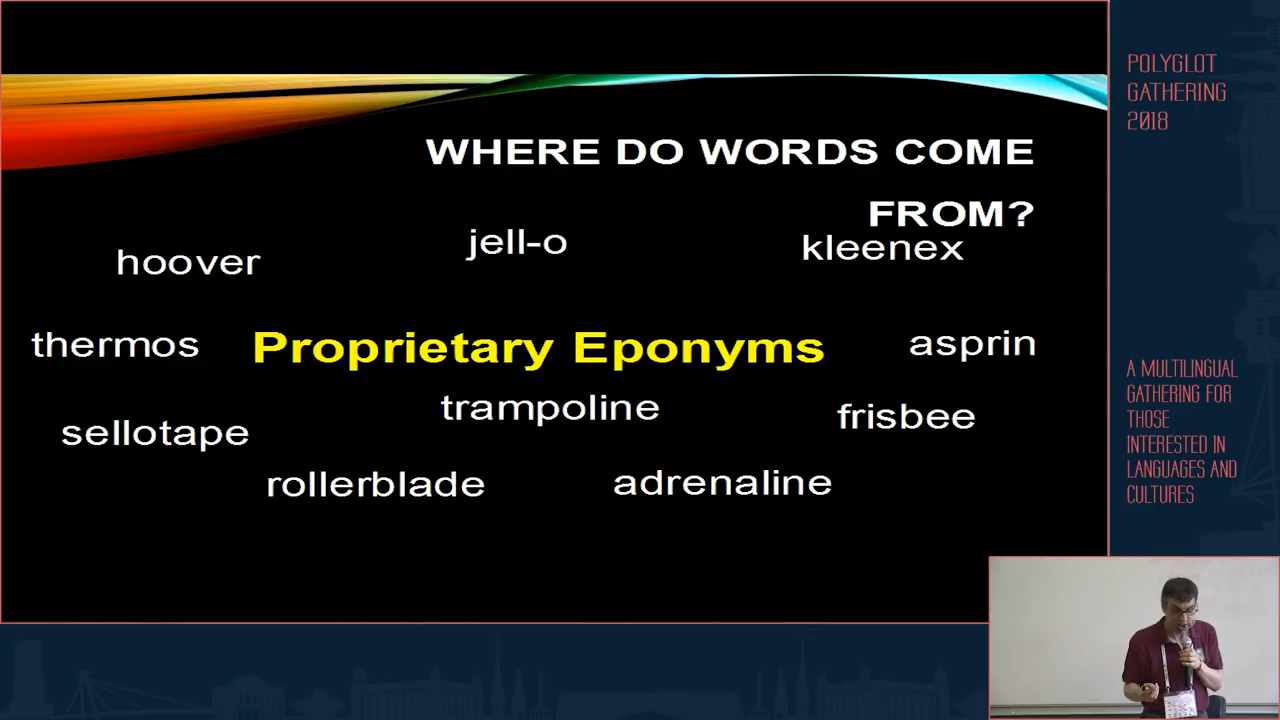 WHERE DO WORDS COME
FROM?
hoover
jell-o
kleenex
thermos
Proprietary Eponyms
asprin
sellotape
trampoline
frisbee
rollerblade
adrenaline
POLYGLOT
GATHERING
2018
A MULTILINGUAL
GATHERING FOR
THOSE
INTERESTED IN
LANGUAGES AND
CULTURES